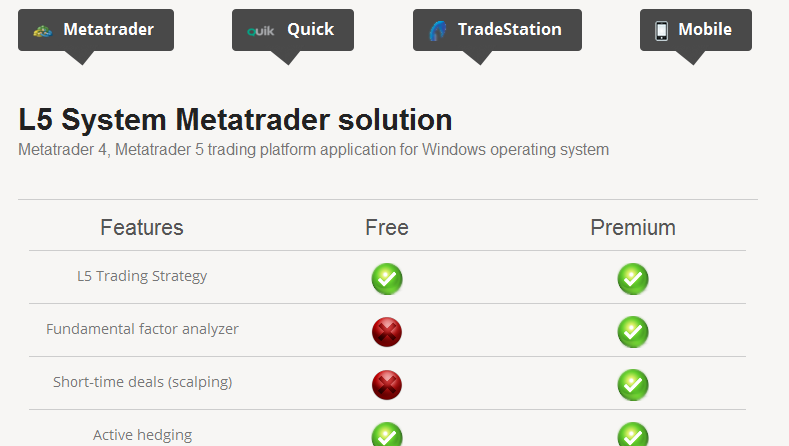 Metatrader
quik Quick
TradeStation
Mobile
L5 System Metatrader solution
Metatrader 4, Metatrader 5 trading platform application for Windows operating system
Features Free Premium
L5 Trading Strategy
Fundamental factor analyzer
Short-time deals (scalping)
Active hedging